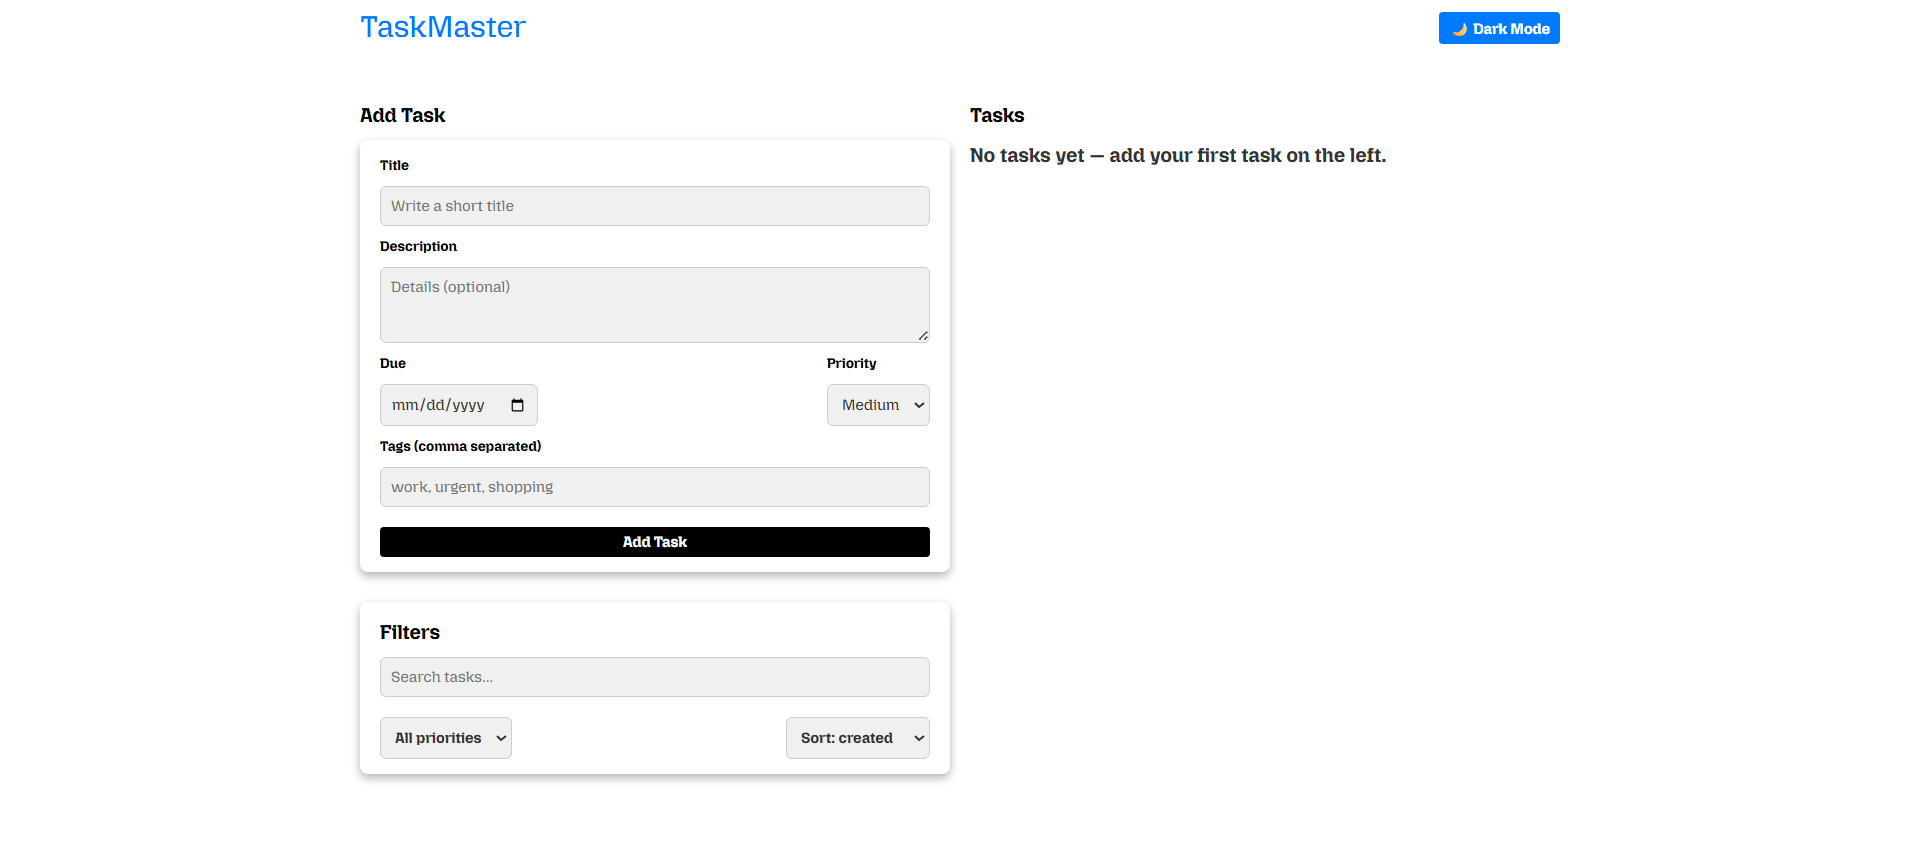 TaskMaster
🌙 Dark Mode
Add Task
Title
Write a short title
Description
Details (optional)
Due
Priority
mm/dd/yyyy
Medium
Tags (comma separated)
work, urgent, shopping
Add Task
Filters
Search tasks...
All priorities
Sort: created
Tasks
No tasks yet — add your first task on the left.